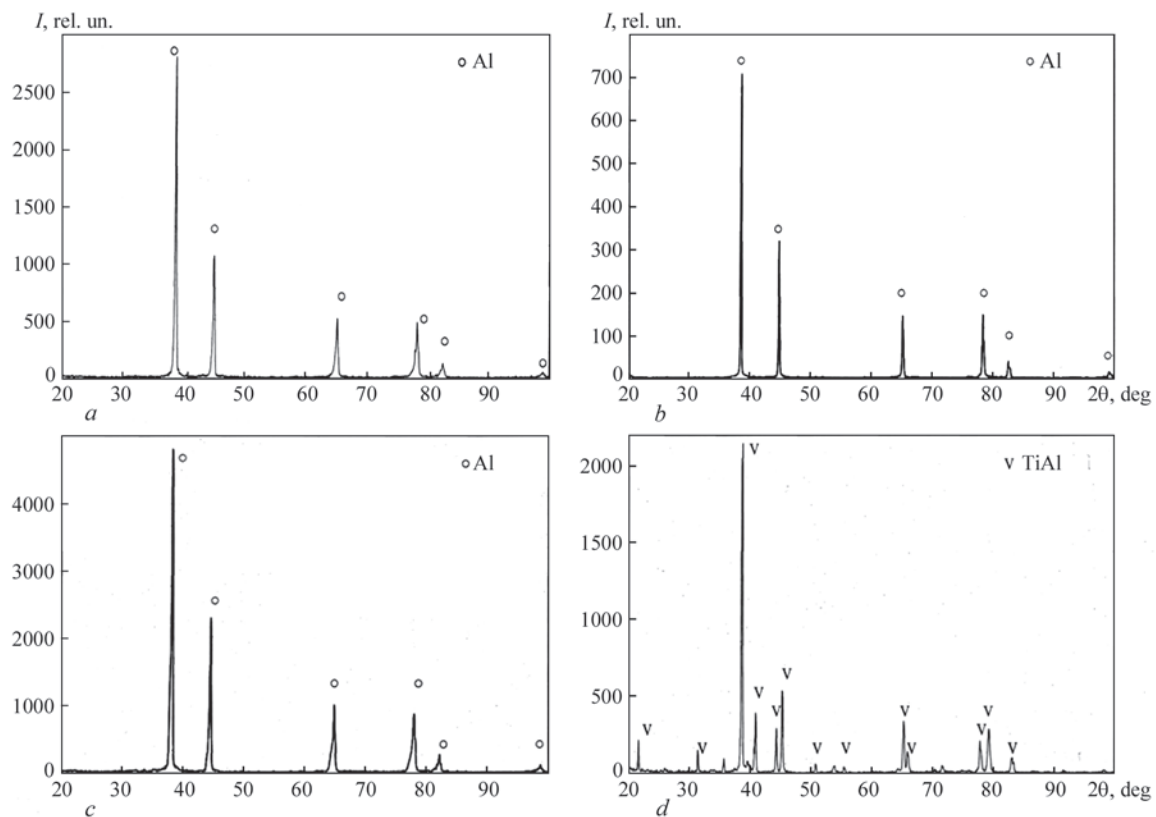 I, rel. un.
o Al
2500
2000
1500
1000
500
0
20 30 40 50 60 70 80 90
a
I, rel. un.
o Al
700
600
500
400
300
200
100
0
20 30 40 50 60 70 80 90 2θ, deg
b
o Al
4000
3000
2000
1000
0
20 30 40 50 60 70 80 90
c
v TiAl
2000
1500
1000
500
0
v v v v v v v v v v v v v
20 30 40 50 60 70 80 90 2θ, deg
d